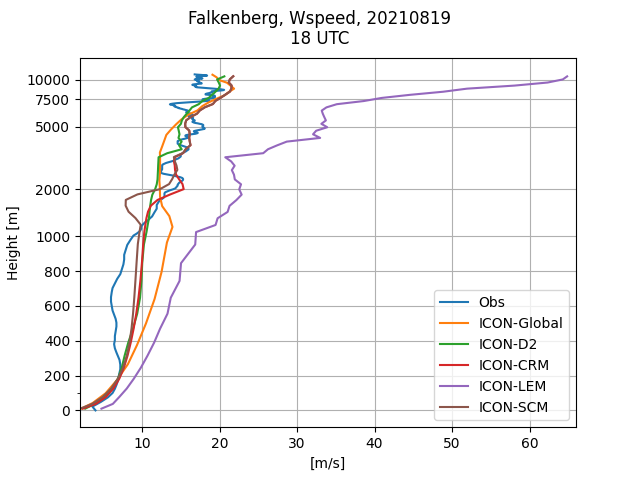 Falkenberg, Wspeed, 20210819
18 UTC
10000
7500
5000
2000
1000
800
600
400
200
0
Height [m]
10
20
30
40
50
60
[m/s]
Obs
ICON-Global
ICON-D2
ICON-CRM
ICON-LEM
ICON-SCM